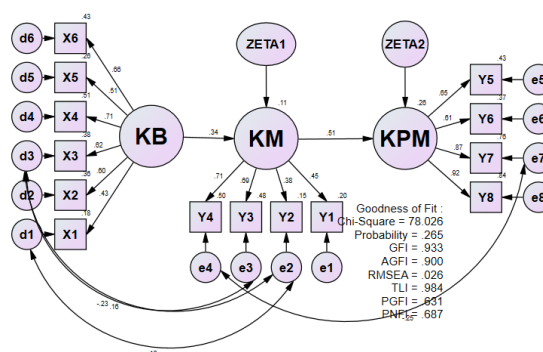 .43
d6 X6
ZETA1 ZETA2
.26
d5 X5 .66 .43
.51 .51 Y5 e5
d4 X4 .71 .11 .26 .65 .37
KB .34 KM .51 KPM .61 Y6 e6
.38 .62 .76
d3 X3 .87 Y7 e7
.36 .60 .71 .69 .38 .45 .92 .84
d2 X2 .43 .50 .48 .15 .20 Y8 e8
.18 Y4 Y3 Y2 Y1
d1 X1
e4 e3 e2 e1
Goodness of Fit :
Chi-Square = 78.026
Probability = .265
GFI = .933
AGFI = .900
RMSEA = .026
TLI = .984
PGFI = .631
PNFI = .687
-.23 .16